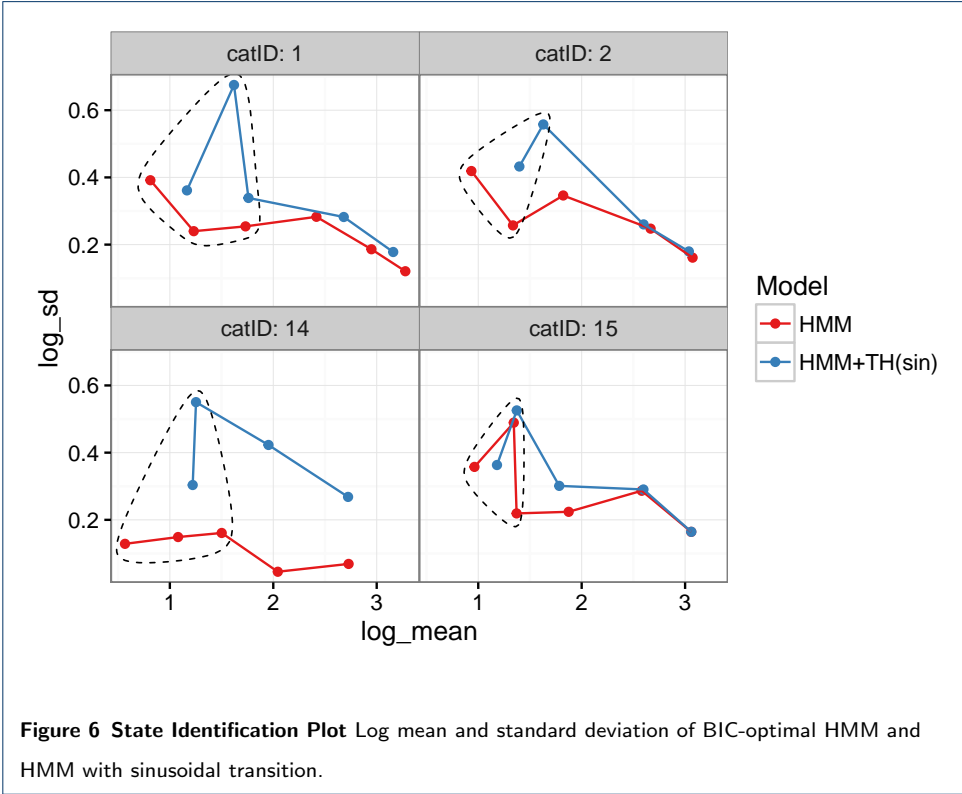 catID: 1
catID: 2
0.6
0.4
0.2
log_sd
catID: 14
catID: 15
0.6
0.4
0.2
1
2
3
1
2
3
log_mean
Model
HMM
HMM+TH(sin)
Figure 6 State Identification Plot Log mean and standard deviation of BIC-optimal HMM and
HMM with sinusoidal transition.